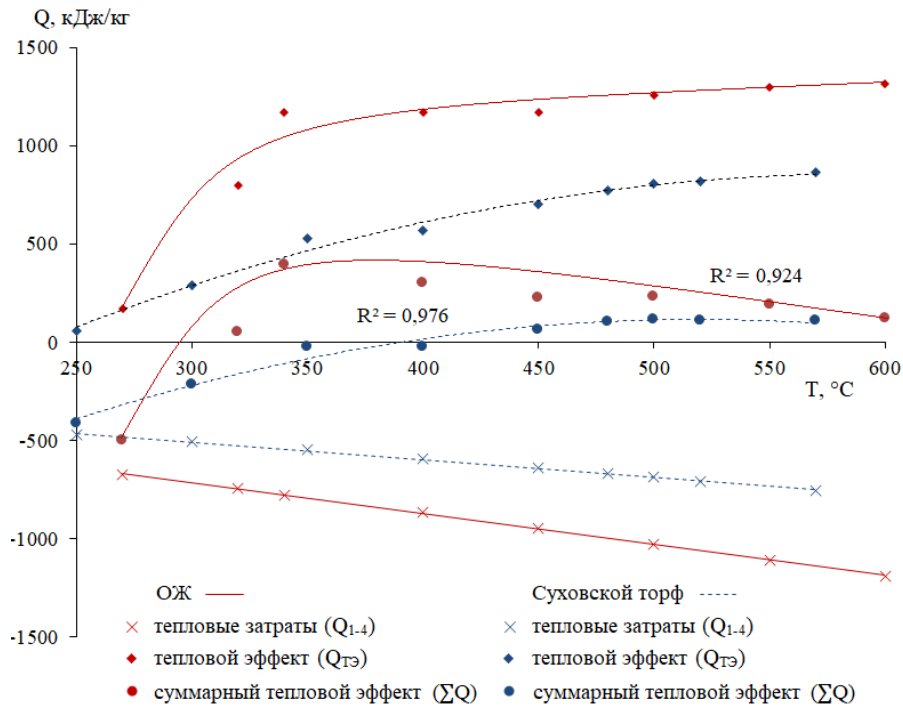 Q, кДж/кг
1500
1000
500
R² = 0,924
R² = 0,976
0
250 300 350 400 450 500 550 600
T, °C
-500
-1000
ОЖ Суховской торф
тепловые затраты (Q₁₋₄) тепловые затраты (Q₁₋₄)
тепловой эффект (Qтэ) тепловой эффект (Qтэ)
суммарный тепловой эффект (∑Q) суммарный тепловой эффект (∑Q)
-1500